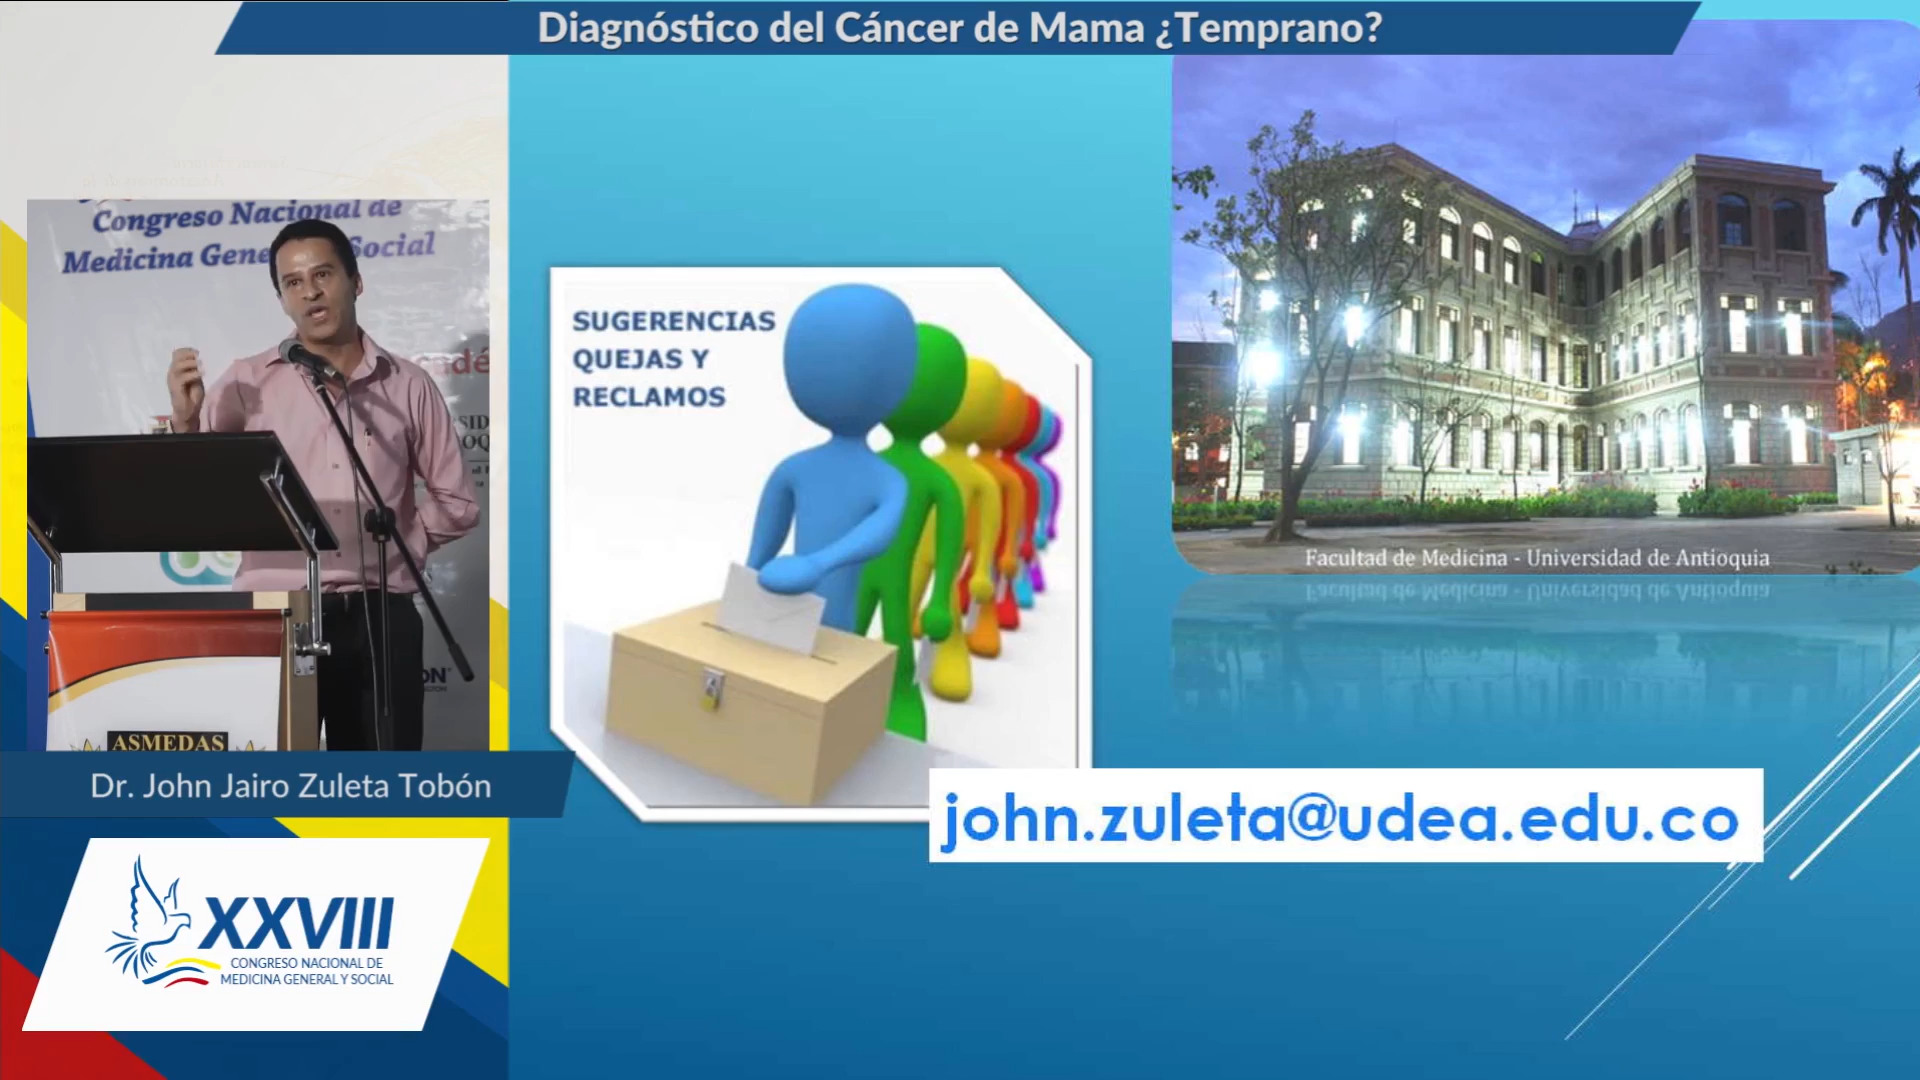 Diagnóstico del Cáncer de Mama ¿Temprano?
Congreso Nacional de
Medicina Gene Social
ASMEDAS
Dr. John Jairo Zuleta Tobón
XXVIII
CONGRESO NACIONAL DE
MEDICINA GENERAL Y SOCIAL
SUGERENCIAS
QUEJAS Y
RECLAMOS
Facultad de Medicina - Universidad de Antioquia
john.zuleta@udea.edu.co